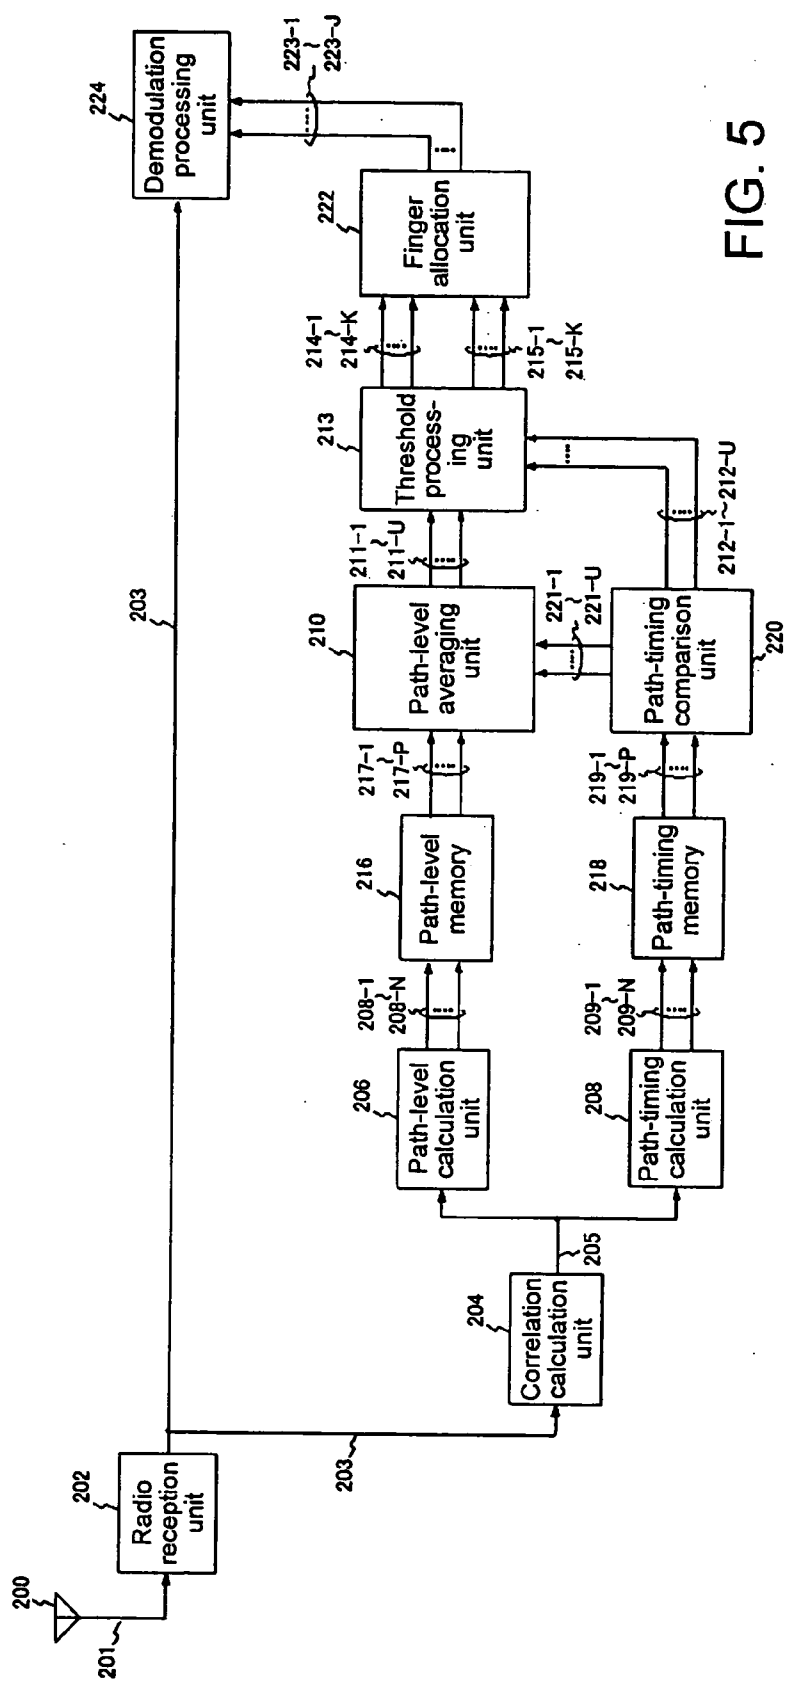 200
201
202
Radio
reception
unit
203
203
204
Correlation
calculation
unit
205
206
Path-level
calculation
unit
208-1
~
208-N
216
Path-level
memory
217-1
~
217-P
210
Path-level
averaging
unit
211-1
~
211-U
213
Threshold
process-
ing
unit
214-1
~
214-K
215-1
~
215-K
222
Finger
allocation
unit
223-1
~
223-J
224
Demodulation
processing
unit
208
Path-timing
calculation
unit
209-1
~
209-N
218
Path-timing
memory
219-1
~
219-P
220
Path-timing
comparison
unit
221-1
~
221-U
212-1~212-U
FIG. 5